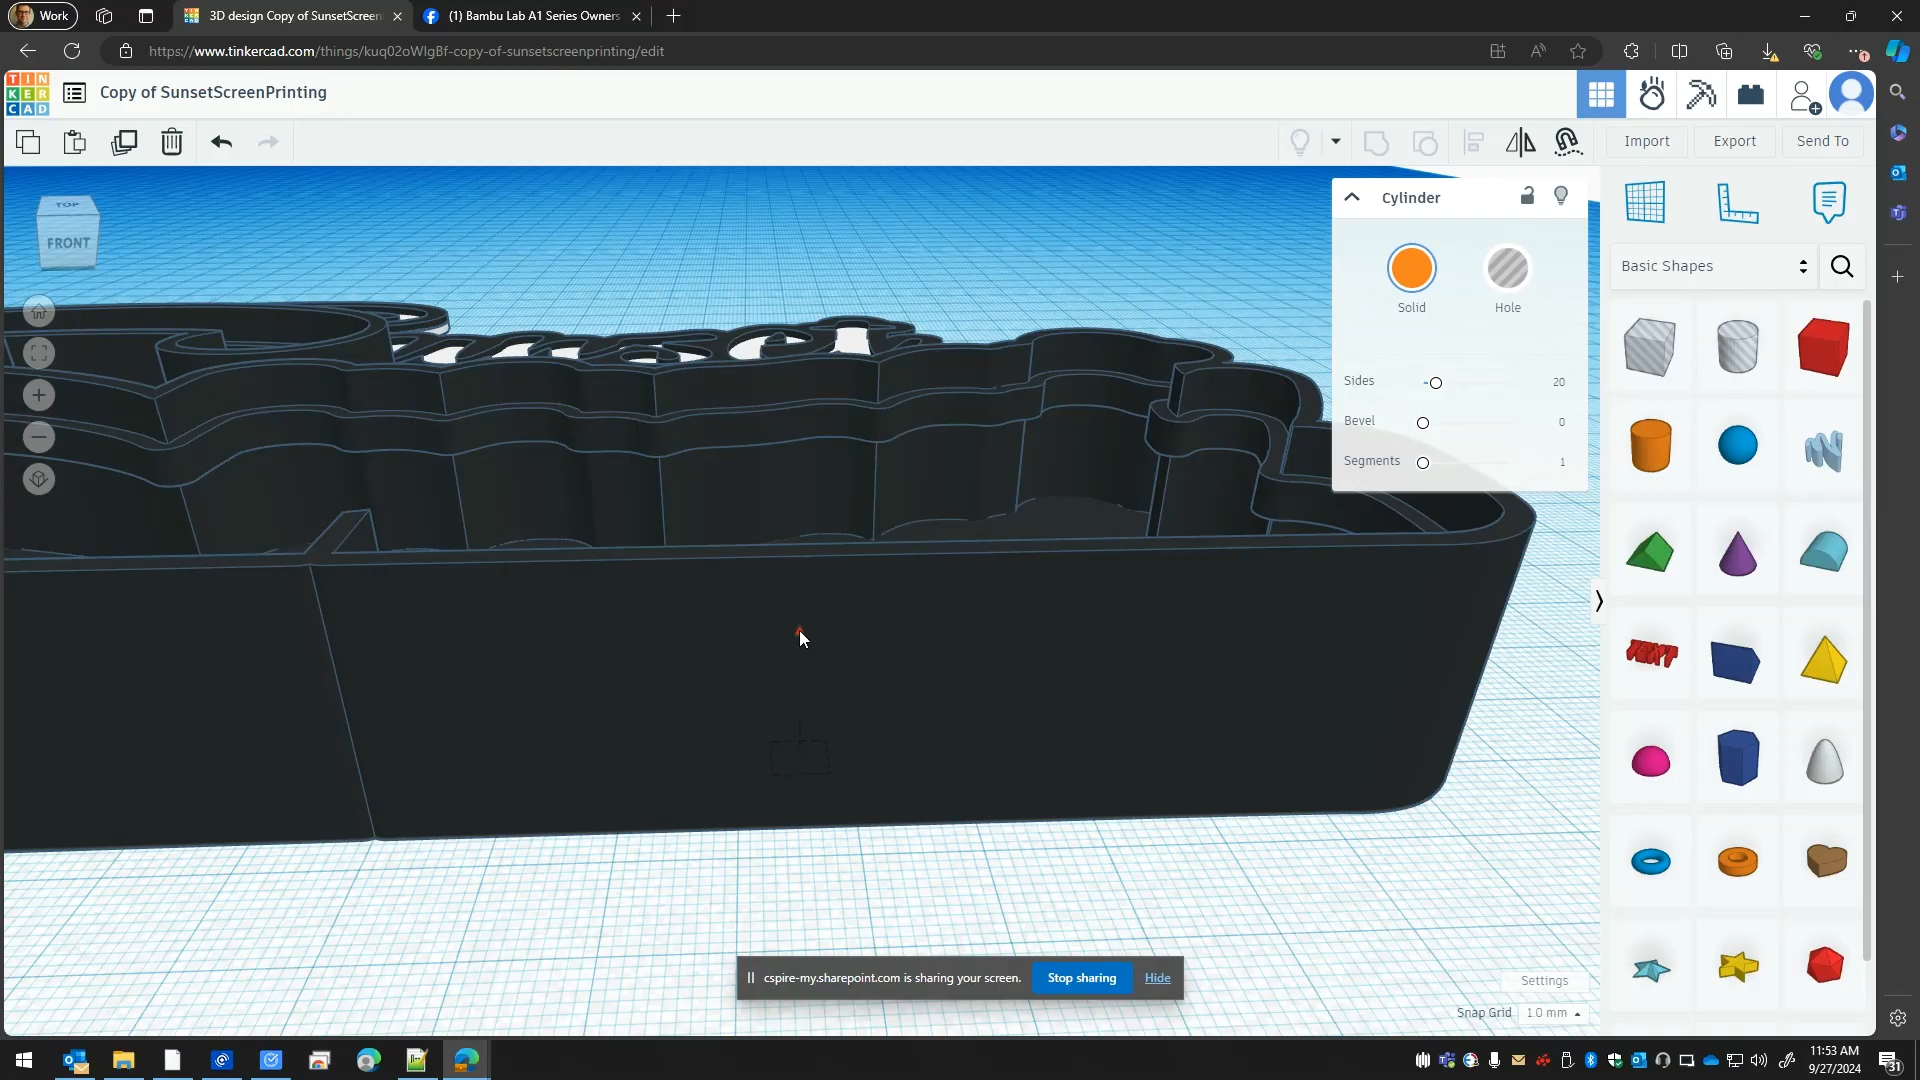 Work
3D design Copy of SunsetScreen
(1) Bambu Lab A1 Series Owners
https://www.tinkercad.com/things/kuq02oWIgBf-copy-of-sunsetscreenprinting/edit
TIN
KER
CAD
Copy of SunsetScreenPrinting
Import
Export
Send To
TOP
FRONT
Cylinder
Solid
Hole
Sides
20
Bevel
0
Segments
1
Basic Shapes
TEXT
cspire-my.sharepoint.com is sharing your screen.
Stop sharing
Hide
Settings
Snap Grid
1.0 mm
11:53 AM
9/27/2024
31